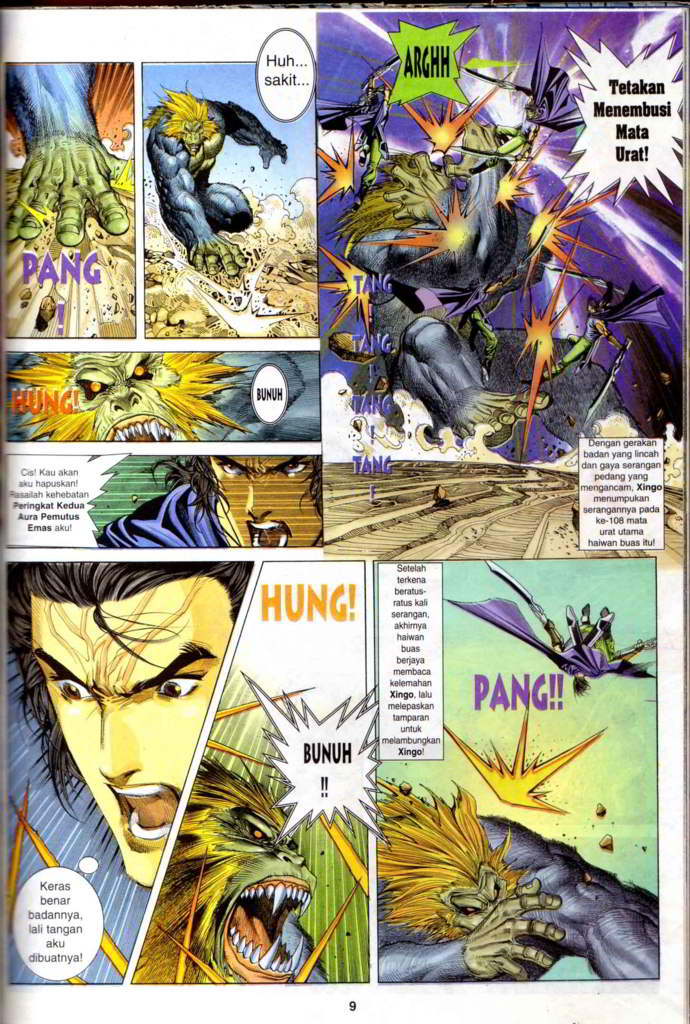 PANG
!
Huh...
sakit...
ARGHH
Tetakan
Menembusi
Mata
Urat!
TANG
!
TANG
!
TANG
!
TANG
!
HUNG!
BUNUH
Cis! Kau akan
aku hapuskan!
Rasailah kehebatan
Peringkat Kedua
Aura Pemutus
Emas aku!
Dengan gerakan
badan yang lincah
dan gaya serangan
pedang yang
mengancam, Xingo
menumpukan
serangannya pada
ke-108 mata
urat utama
haiwan buas itu!
Keras
benar
badannya,
lali tangan
aku
dibuatnya!
HUNG!
BUNUH
!!
Setelah
terkena
beratus-
ratus kali
serangan,
akhirnya
haiwan
buas
berjaya
membaca
kelemahan
Xingo, lalu
melepaskan
tamparan
untuk
melambungkan
Xingo!
PANG!!
9